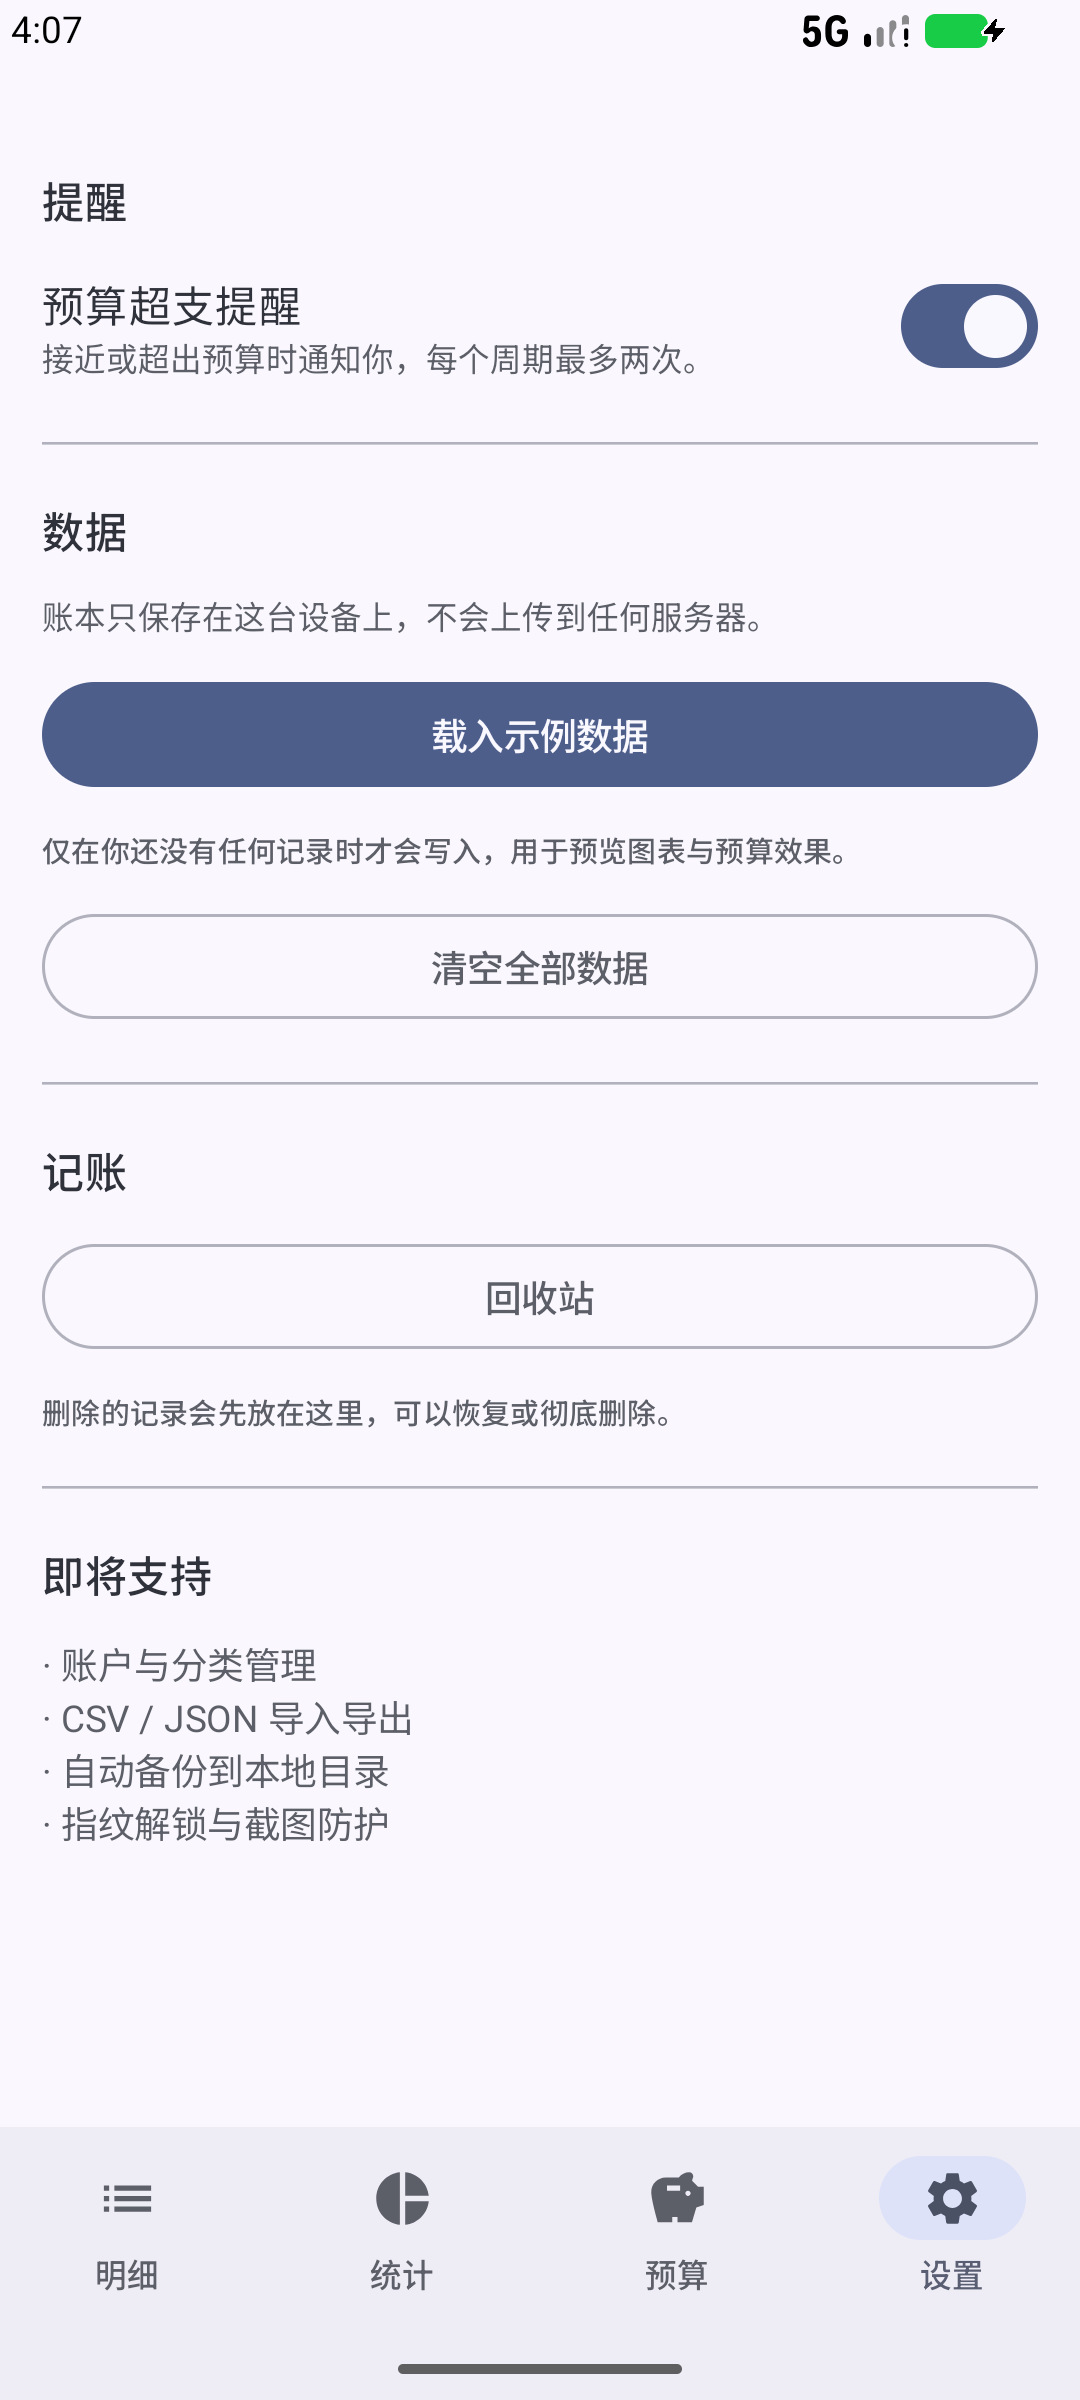 4:07
5G
提醒
预算超支提醒
接近或超出预算时通知你，每个周期最多两次。
数据
账本只保存在这台设备上，不会上传到任何服务器。
载入示例数据
仅在你还没有任何记录时才会写入，用于预览图表与预算效果。
清空全部数据
记账
回收站
删除的记录会先放在这里，可以恢复或彻底删除。
即将支持
· 账户与分类管理
· CSV / JSON 导入导出
· 自动备份到本地目录
· 指纹解锁与截图防护
明细
统计
预算
设置